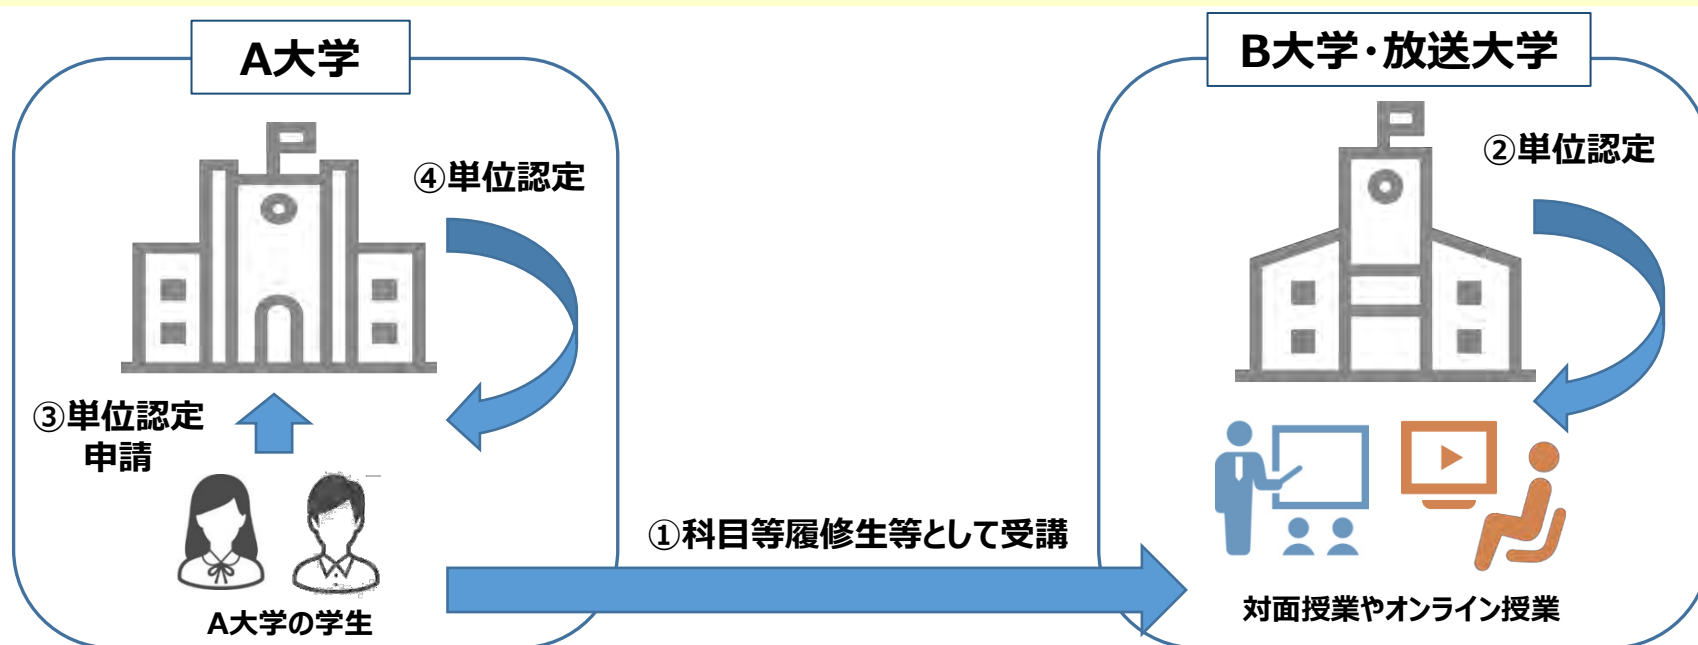 A大学
B大学・放送大学
④単位認定
②単位認定
③単位認定
申請
①科目等履修生等として受講
A大学の学生
対面授業やオンライン授業